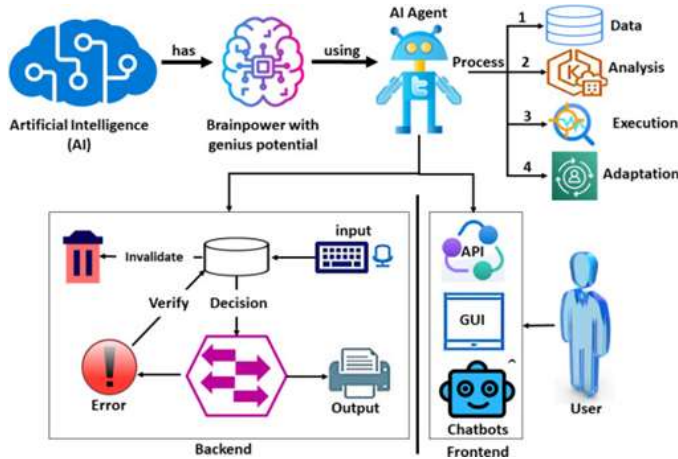 AI Agent
has
using
Process
1
Data
2
Analysis
3
Execution
4
Adaptation
Artificial Intelligence
(AI)
Brainpower with
genius potential
input
Invalidate
Verify
Decision
Error
Output
Backend
API
GUI
Chatbots
Frontend
User